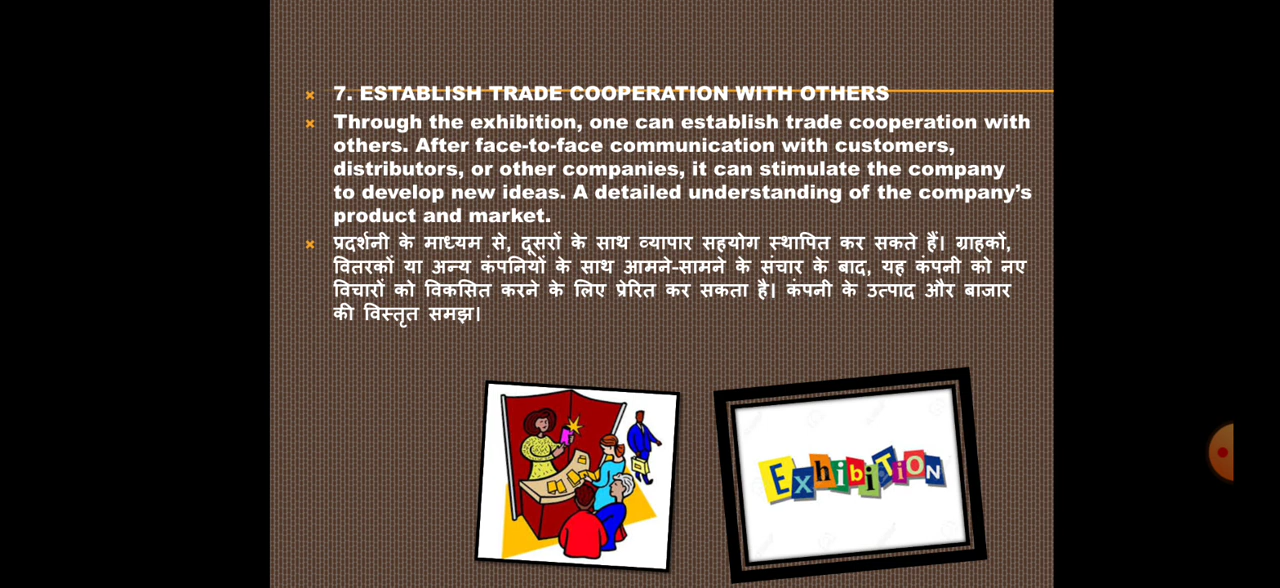 7. ESTABLISH TRADE COOPERATION WITH OTHERS
Through the exhibition, one can establish trade cooperation with
others. After face-to-face communication with customers,
distributors, or other companies, it can stimulate the company
to develop new ideas. A detailed understanding of the company's
product and market.
प्रदर्शनी के माध्यम से, दूसरों के साथ व्यापार सहयोग स्थापित कर सकते हैं। ग्राहकों,
वितरकों या अन्य कंपनियों के साथ आमने-सामने के संचार के बाद, यह कंपनी को नए
विचारों को विकसित करने के लिए प्रेरित कर सकता है। कंपनी के उत्पाद और बाजार
की विस्तृत समझ।
ExhibiTiON